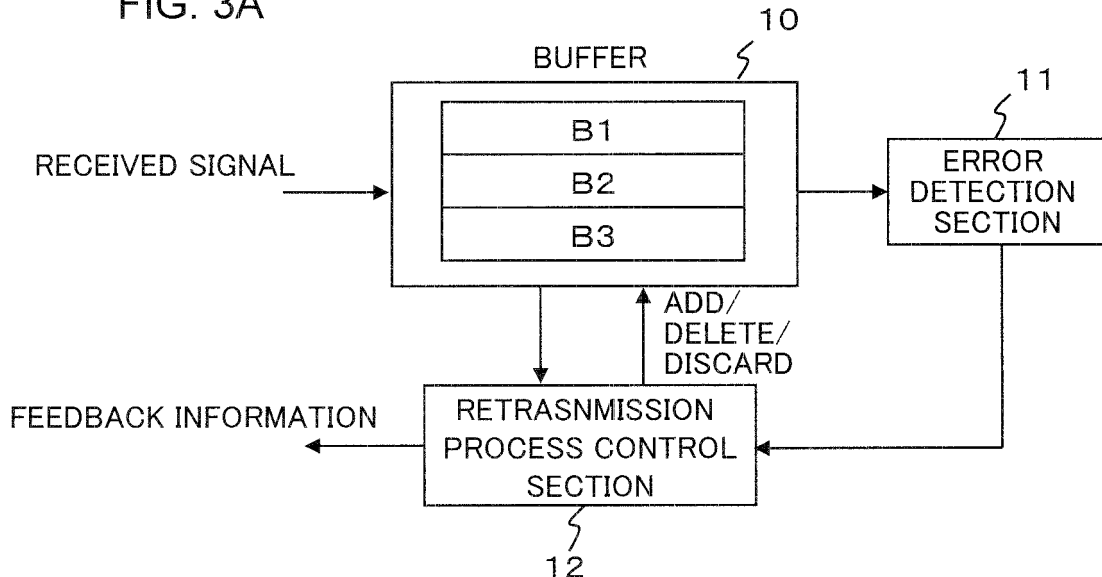 FIG. 3A
10
BUFFER
11
B1
RECEIVED SIGNAL
B2
B3
ERROR
DETECTION
SECTION
ADD/
DELETE/
DISCARD
FEEDBACK INFORMATION
RETRASNMISSION
PROCESS CONTROL
SECTION
12